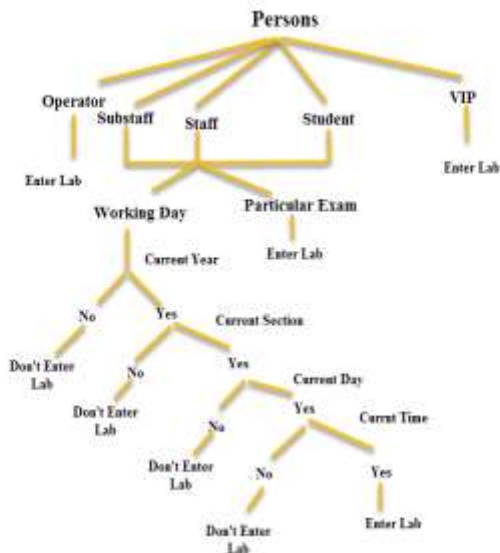 Persons
Operator
Substaff
Staff
Student
VIP
Enter Lab
Enter Lab
Working Day
Particular Exam
Enter Lab
Current Year
No
Yes
Current Section
Don't Enter
Lab
No
Yes
Don't Enter
Lab
Current Day
No
Yes
Currnt Time
Don't Enter
Lab
No
Yes
Don't Enter
Lab
Enter Lab